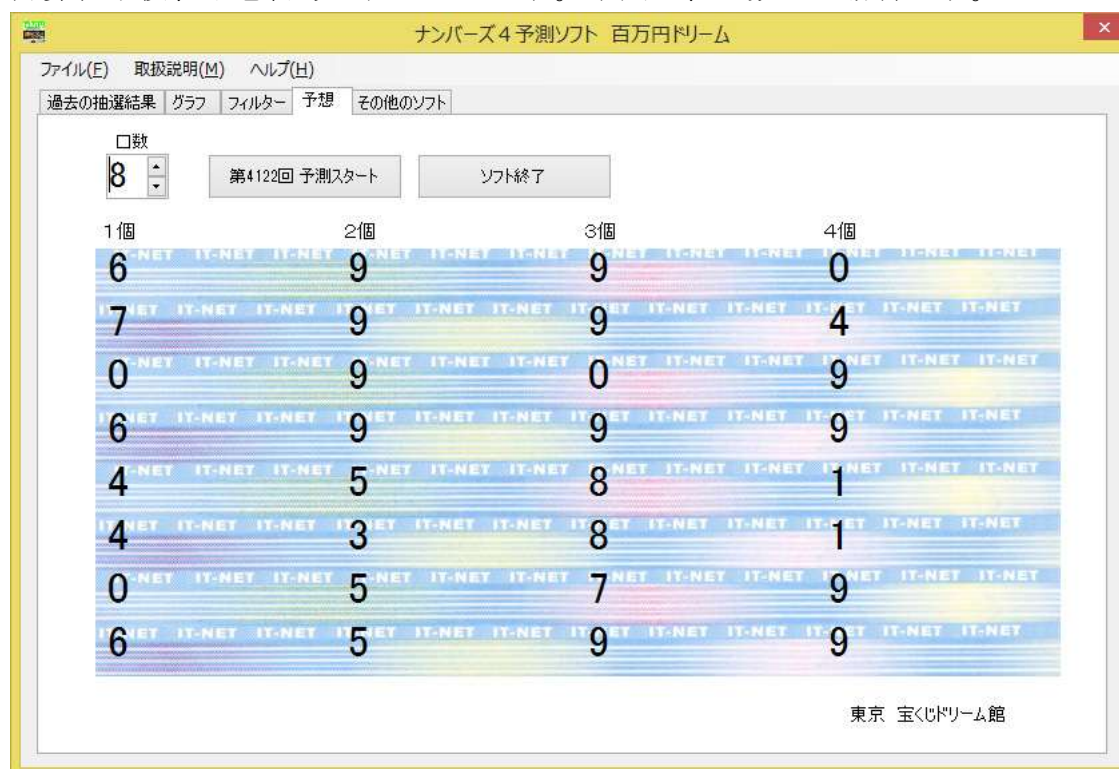 ナンバーズ4予測ソフト 百万円ドリーム
ファイル(F) 取扱説明(M) ヘルプ(H)
過去の抽選結果 グラフ フィルター 予想 その他のソフト
口数
8 第4122回 予測スタート ソフト終了
1個 2個 3個 4個
6 9 9 0
7 9 9 4
0 9 0 9
6 9 9 9
4 5 8 1
4 3 8 1
0 5 7 9
6 5 9 9
東京 宝くじドリーム館